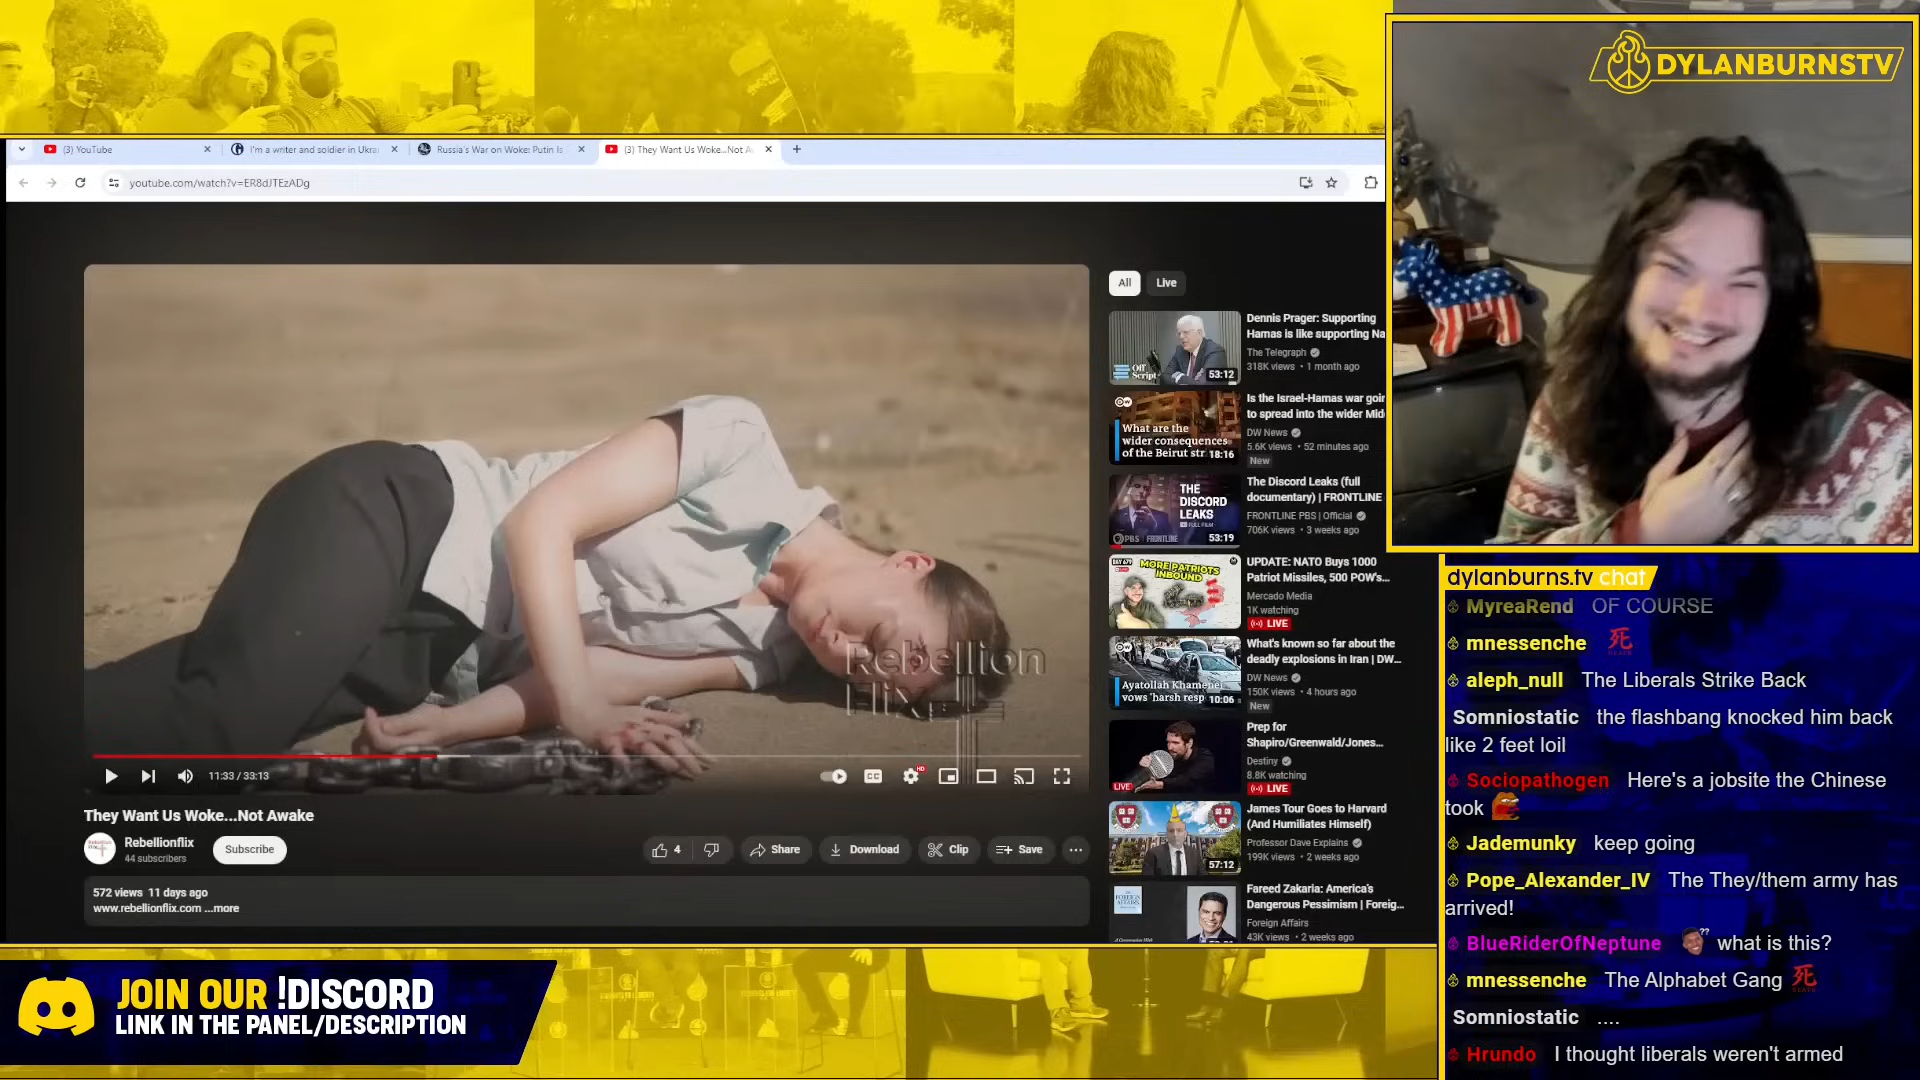 DYLANBURNSTV
(3) YouTube
I'm a writer and soldier in Ukra
Russia's War on Woke: Putin Is
(3) They Want Us Woke...Not A
youtube.com/watch?v=ER8dJTEzADg
All
Live
Off
Script
53:12
Dennis Prager: Supporting
Hamas is like supporting Na
The Telegraph
318K views • 1 month ago
What are the
wider consequences
of the Beirut str
18:16
Is the Israel-Hamas war goin
to spread into the wider Mid
DW News
5.6K views • 52 minutes ago
New
THE
DISCORD
LEAKS
FULL FILM
PBS | FRONTLINE
53:19
The Discord Leaks (full
documentary) | FRONTLINE
FRONTLINE PBS | Official
706K views • 3 weeks ago
DAY 679
MORE PATRIOTS
INBOUND
UPDATE: NATO Buys 1000
Patriot Missiles, 500 POW's...
Mercado Media
1K watching
LIVE
Ayatollah Khamenei
vows 'harsh resp
10:06
What's known so far about the
deadly explosions in Iran | DW...
DW News
150K views • 4 hours ago
New
LIVE
Prep for
Shapiro/Greenwald/Jones...
Destiny
8.8K watching
LIVE
57:12
James Tour Goes to Harvard
(And Humiliates Himself)
Professor Dave Explains
199K views • 2 weeks ago
Fareed Zakaria: America's
Dangerous Pessimism | Foreig...
Foreign Affairs
43K views • 2 weeks ago
Rebellion
Flix
11:33 / 33:13
CC
HD
They Want Us Woke...Not Awake
Rebellionflix
44 subscribers
Subscribe
4
Share
Download
Clip
Save
572 views 11 days ago
www.rebellionflix.com ...more
JOIN OUR !DISCORD
LINK IN THE PANEL/DESCRIPTION
dylanburns.tv chat
MyreaRend OF COURSE
mnessenche 死
aleph_null The Liberals Strike Back
Somniostatic the flashbang knocked him back
like 2 feet loil
Sociopathogen Here's a jobsite the Chinese
took
Jademunky keep going
Pope_Alexander_IV The They/them army has
arrived!
BlueRiderOfNeptune ?? what is this?
mnessenche The Alphabet Gang 死
Somniostatic ....
Hrundo I thought liberals weren't armed